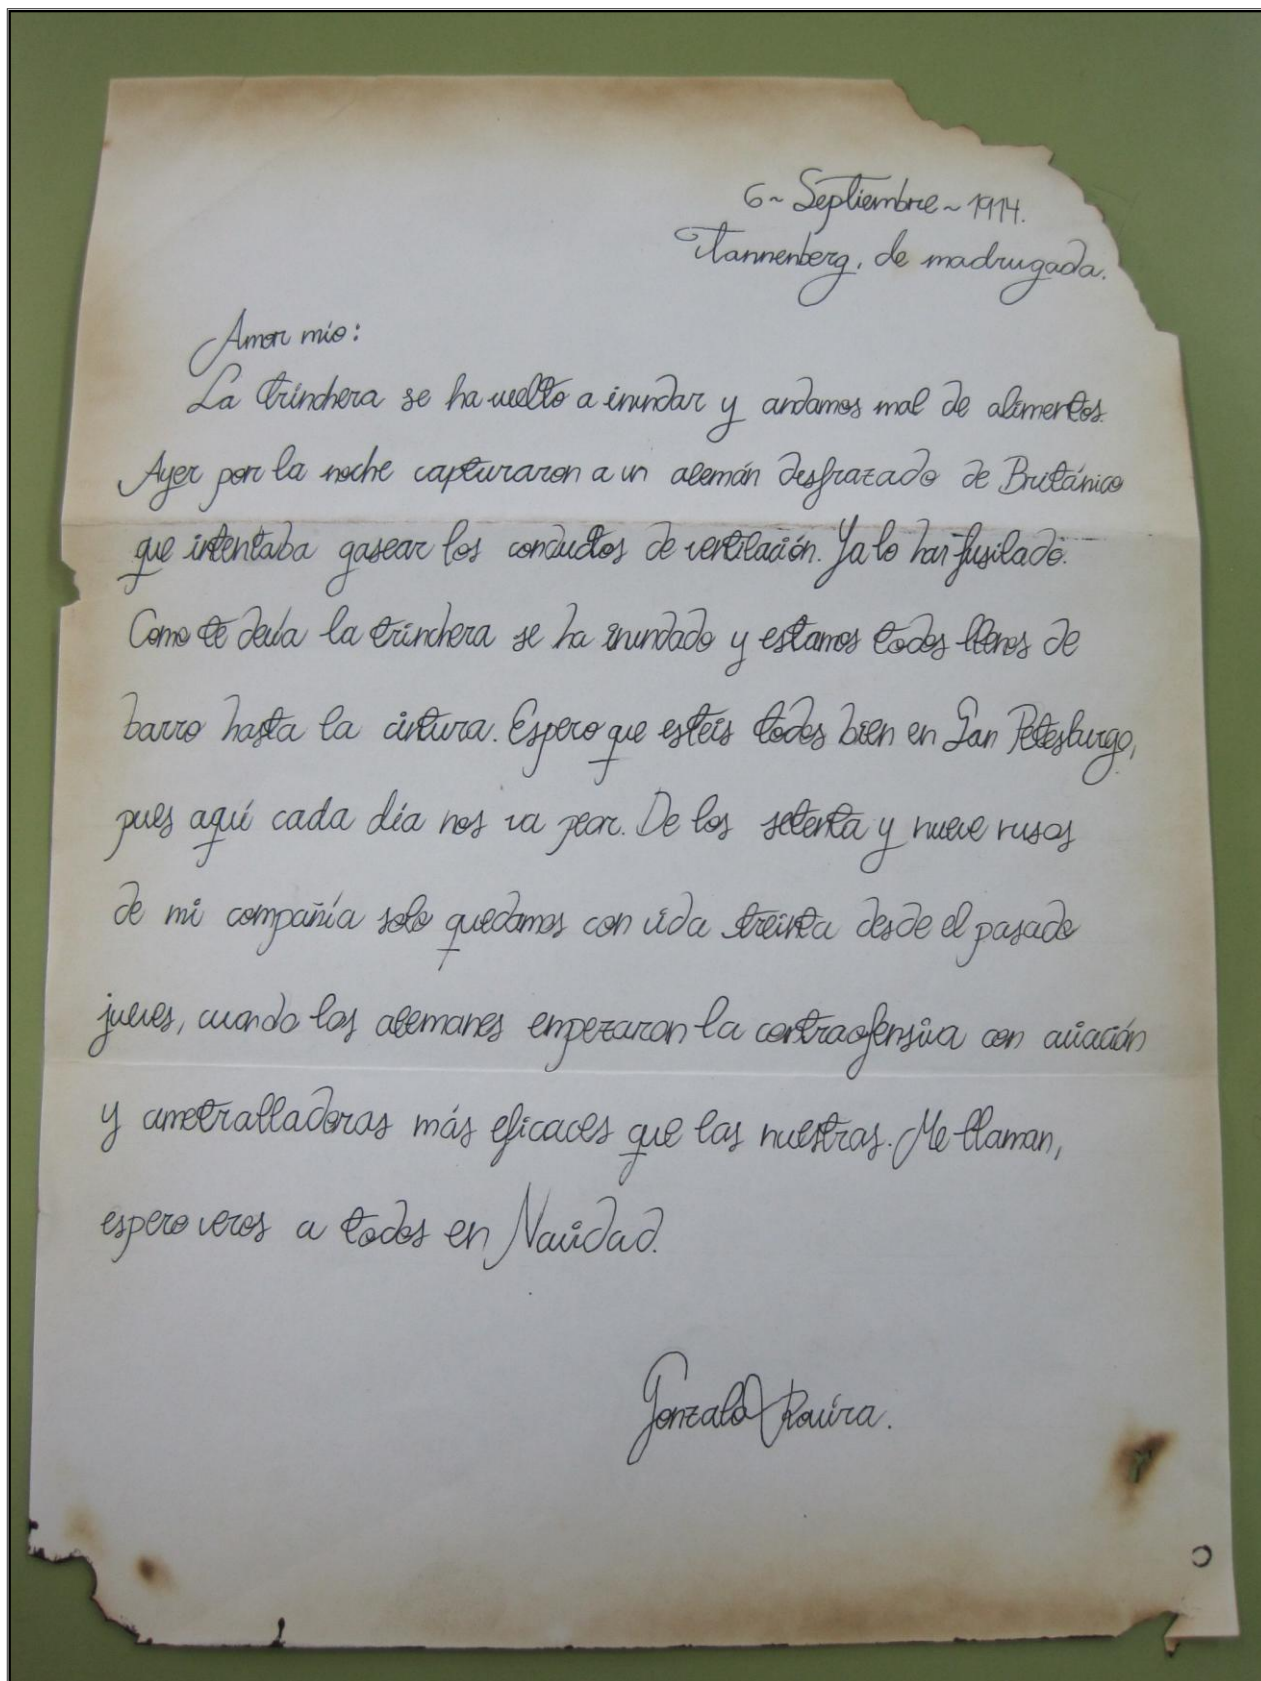 6 ~ Septiembre ~ 1914.
Tannenberg, de madrugada.
Amor mío:
La trinchera se ha vuelto a inundar y andamos mal de alimentos.
Ayer por la noche capturaron a un alemán desfrazado de Británico
que intentaba gasear los conductos de ventilación. Ya lo han fusilado.
Como te decía la trinchera se ha inundado y estamos todos llenos de
barro hasta la cintura. Espero que estéis todos bien en San Petesburgo,
pues aquí cada día nos va peor. De los setenta y nueve rusos
de mi compañía solo quedamos con vida treinta desde el pasado
jueves, cuando los alemanes empezaron la contraofensiva con aviación
y ametralladoras más eficaces que las nuestras. Me llaman,
espero veros a todos en Navidad.
Gonzalo Rovira.